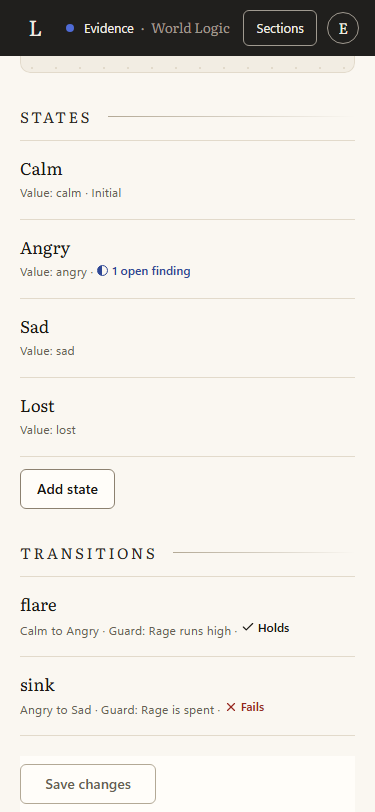 L
Evidence · World Logic
Sections
E
STATES
Calm
Value: calm · Initial
Angry
Value: angry · 1 open finding
Sad
Value: sad
Lost
Value: lost
Add state
TRANSITIONS
flare
Calm to Angry · Guard: Rage runs high · Holds
sink
Angry to Sad · Guard: Rage is spent · Fails
Save changes